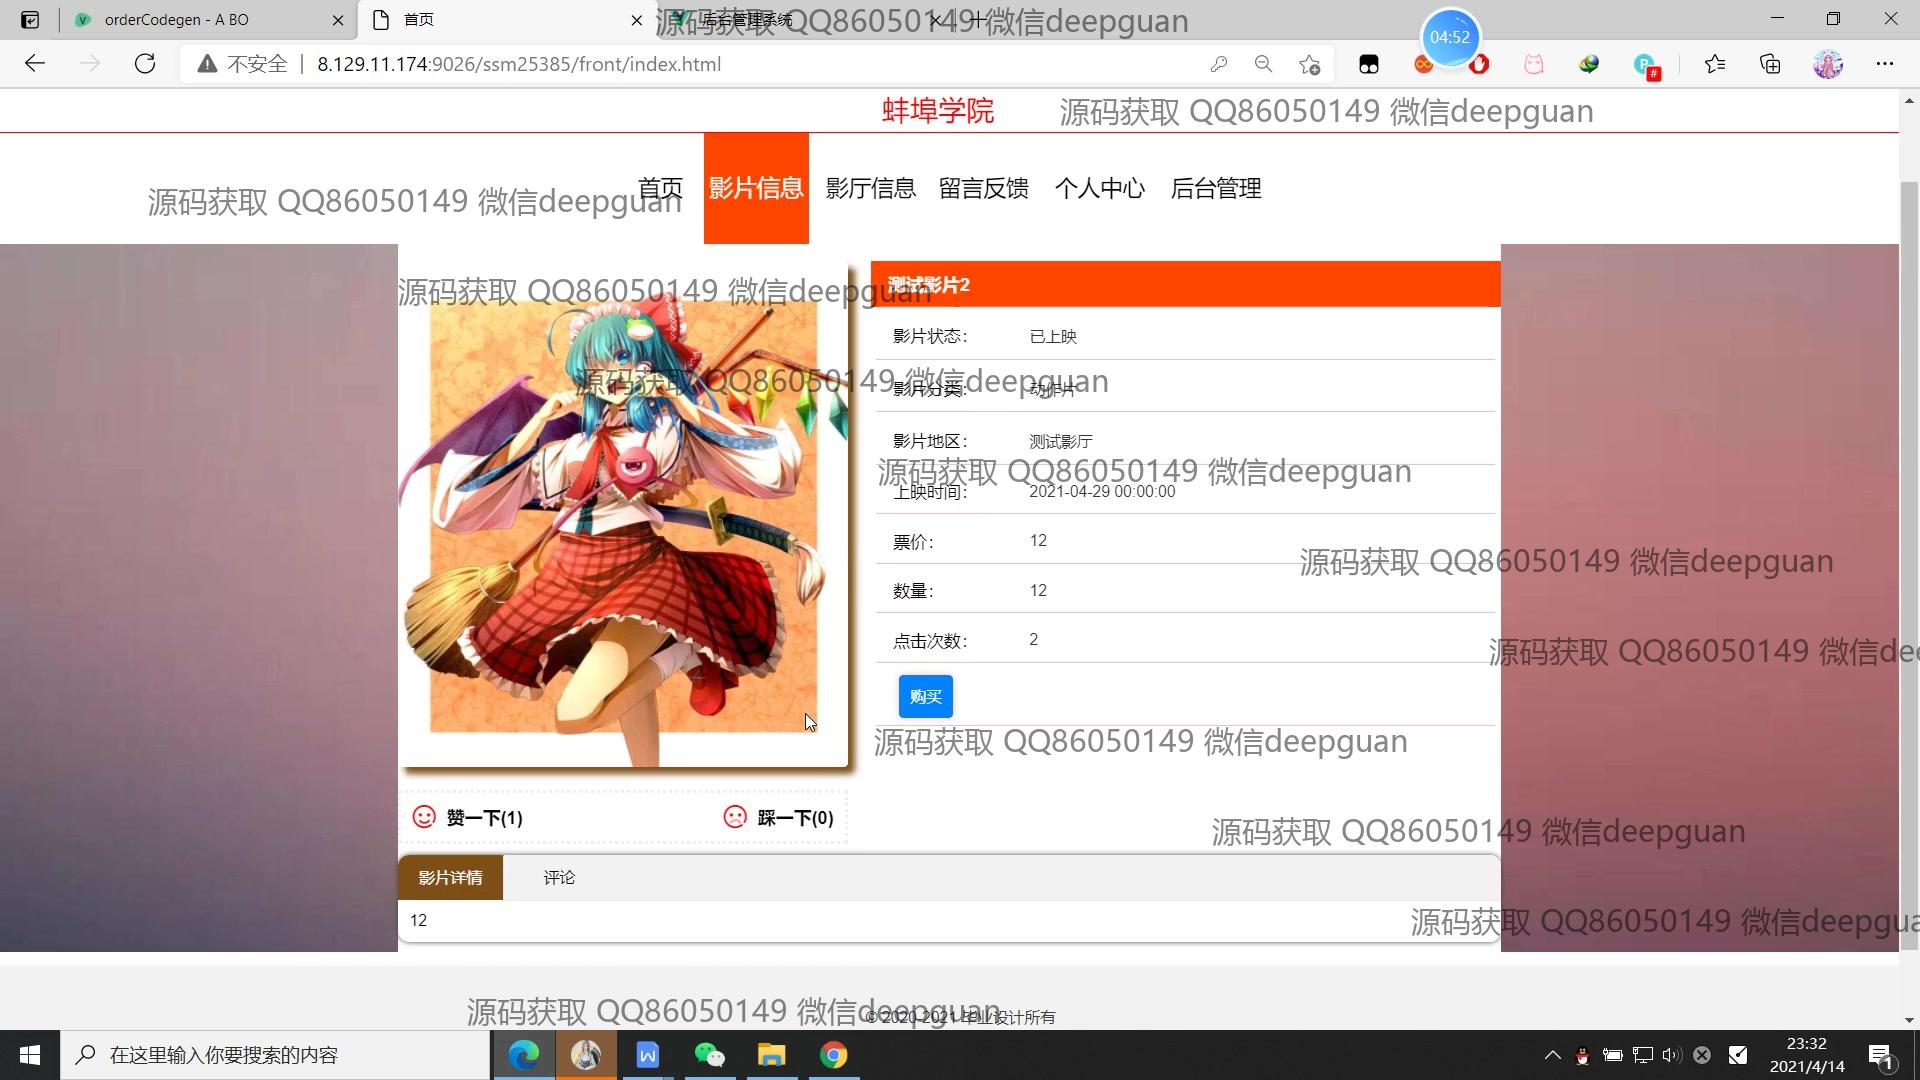 orderCodegen - A BO
首页
后台管理系统
源码获取 QQ86050149 微信deepguan
04:52
不安全
8.129.11.174:9026/ssm25385/front/index.html
蚌埠学院
源码获取 QQ86050149 微信deepguan
首页 影片信息 影厅信息 留言反馈 个人中心 后台管理
源码获取 QQ86050149 微信deepguan
源码获取 QQ86050149 微信deepguan
测试影片2
影片状态: 已上映
源码获取 QQ86050149 微信deepguan
影片分类: 动作片
影片地区: 测试影厅
源码获取 QQ86050149 微信deepguan
上映时间: 2021-04-29 00:00:00
票价: 12
源码获取 QQ86050149 微信deepguan
数量: 12
点击次数: 2
源码获取 QQ86050149 微信dee
购买
源码获取 QQ86050149 微信deepguan
赞一下(1)
踩一下(0)
源码获取 QQ86050149 微信deepguan
影片详情 评论
12
源码获取 QQ86050149 微信deepgua
源码获取 QQ86050149 微信deepguan
© 2020-2021 毕业设计所有
在这里输入你要搜索的内容
23:32
2021/4/14
1